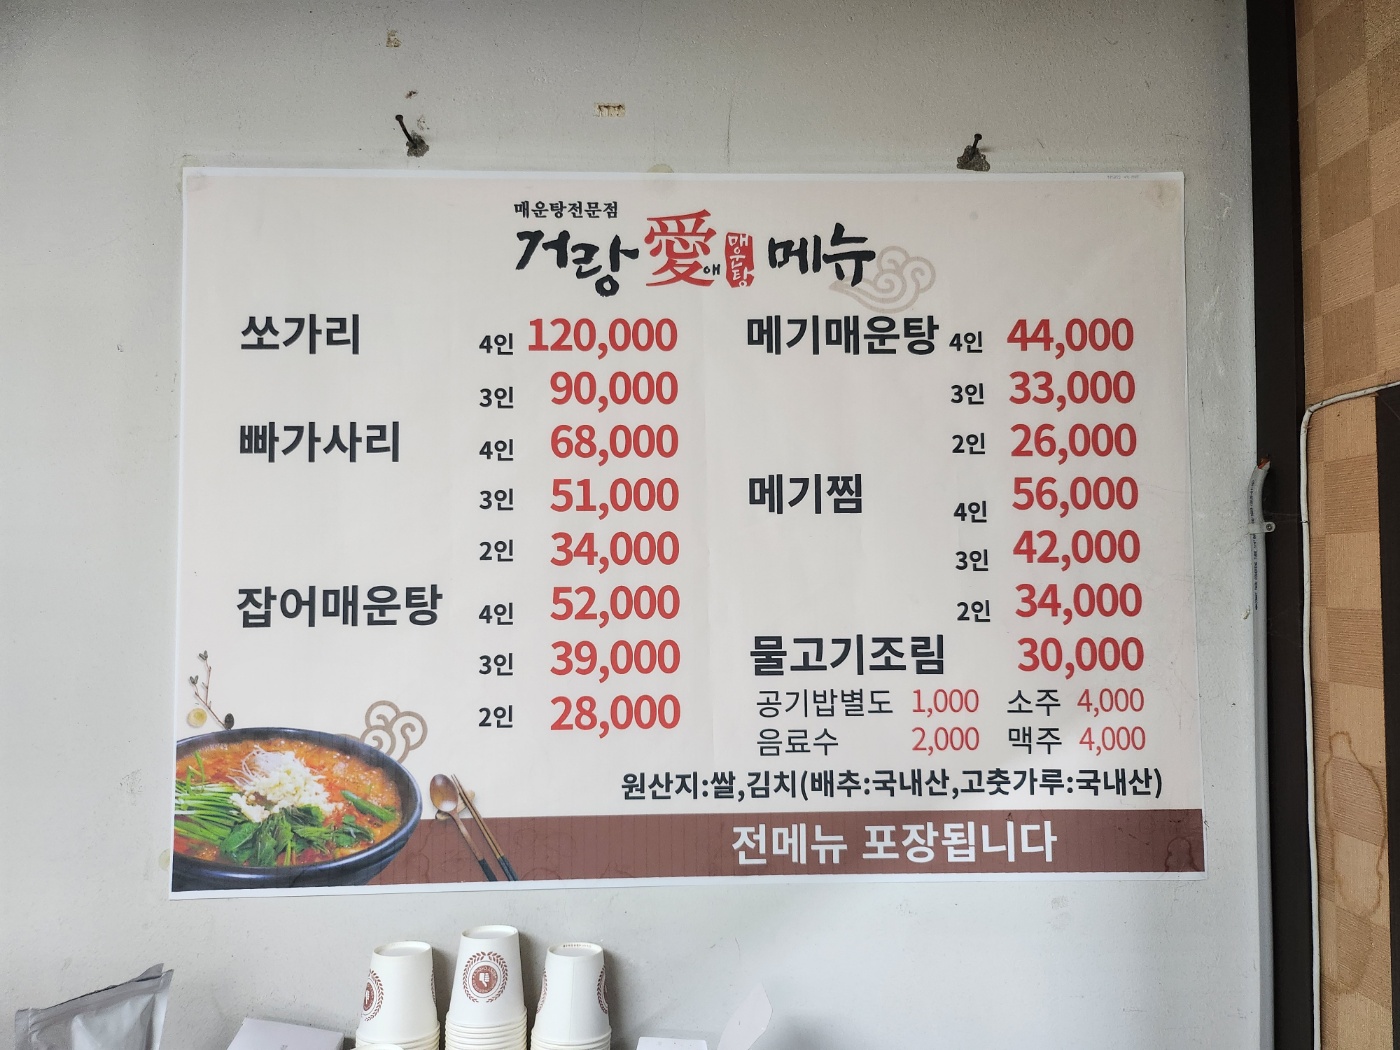 매운탕전문점
거랑 愛 애 매운탕 메뉴
쏘가리 4인 120,000
3인 90,000
빠가사리 4인 68,000
3인 51,000
2인 34,000
잡어매운탕 4인 52,000
3인 39,000
2인 28,000
메기매운탕 4인 44,000
3인 33,000
2인 26,000
메기찜 4인 56,000
3인 42,000
2인 34,000
물고기조림 30,000
공기밥별도 1,000 소주 4,000
음료수 2,000 맥주 4,000
원산지:쌀,김치(배추:국내산,고춧가루:국내산)
전메뉴 포장됩니다